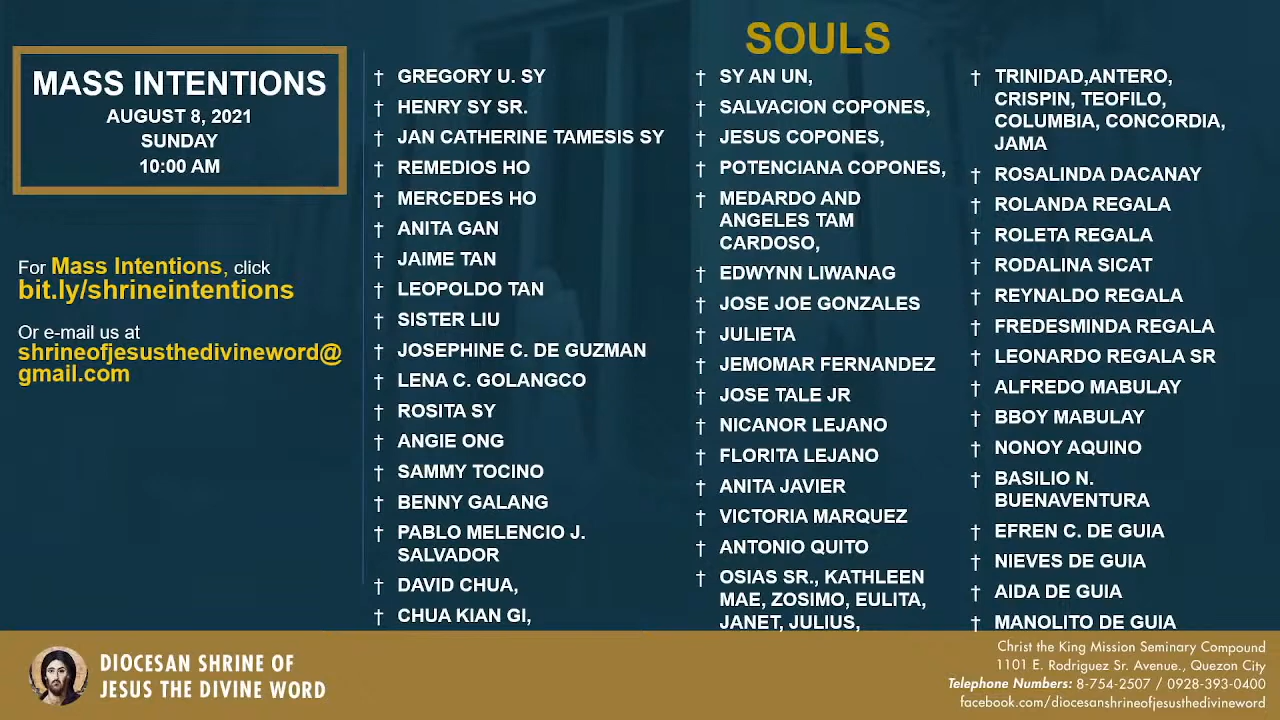 MASS INTENTIONS
AUGUST 8, 2021
SUNDAY
10:00 AM
For Mass Intentions, click
bit.ly/shrineintentions
Or e-mail us at
shrineofjesusthedivineword@
gmail.com
SOULS
† GREGORY U. SY
† HENRY SY SR.
† JAN CATHERINE TAMESIS SY
† REMEDIOS HO
† MERCEDES HO
† ANITA GAN
† JAIME TAN
† LEOPOLDO TAN
† SISTER LIU
† JOSEPHINE C. DE GUZMAN
† LENA C. GOLANGCO
† ROSITA SY
† ANGIE ONG
† SAMMY TOCINO
† BENNY GALANG
† PABLO MELENCIO J.
SALVADOR
† DAVID CHUA,
† CHUA KIAN GI,
† SY AN UN,
† SALVACION COPONES,
† JESUS COPONES,
† POTENCIANA COPONES,
† MEDARDO AND
ANGELES TAM
CARDOSO,
† EDWYNN LIWANAG
† JOSE JOE GONZALES
† JULIETA
† JEMOMAR FERNANDEZ
† JOSE TALE JR
† NICANOR LEJANO
† FLORITA LEJANO
† ANITA JAVIER
† VICTORIA MARQUEZ
† ANTONIO QUITO
† OSIAS SR., KATHLEEN
MAE, ZOSIMO, EULITA,
JANET, JULIUS,
† TRINIDAD,ANTERO,
CRISPIN, TEOFILO,
COLUMBIA, CONCORDIA,
JAMA
† ROSALINDA DACANAY
† ROLANDA REGALA
† ROLETA REGALA
† RODALINA SICAT
† REYNALDO REGALA
† FREDESMINDA REGALA
† LEONARDO REGALA SR
† ALFREDO MABULAY
† BBOY MABULAY
† NONOY AQUINO
† BASILIO N.
BUENAVENTURA
† EFREN C. DE GUIA
† NIEVES DE GUIA
† AIDA DE GUIA
† MANOLITO DE GUIA
DIOCESAN SHRINE OF
JESUS THE DIVINE WORD
Christ the King Mission Seminary Compound
1101 E. Rodriguez Sr. Avenue., Quezon City
Telephone Numbers: 8-754-2507 / 0928-393-0400
facebook.com/diocesanshrineofjesusthedivineword